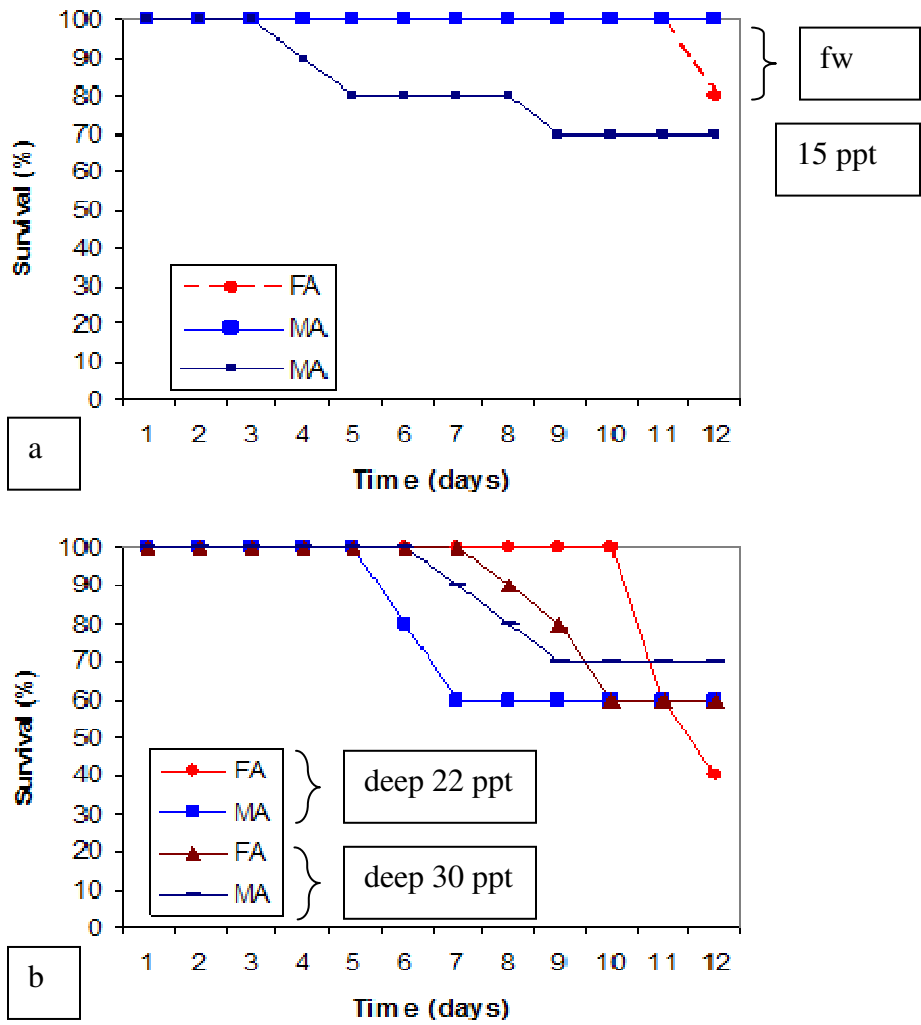 100
90
80
70
60
50
40
30
20
10
0
Survival (%)
FA
MA.
MA.
fw
15 ppt
1 2 3 4 5 6 7 8 9 10 11 12
Time (days)
a
100
90
80
70
60
50
40
30
20
10
0
Survival (%)
FA
MA
FA
MA
deep 22 ppt
deep 30 ppt
1 2 3 4 5 6 7 8 9 10 11 12
Time (days)
b